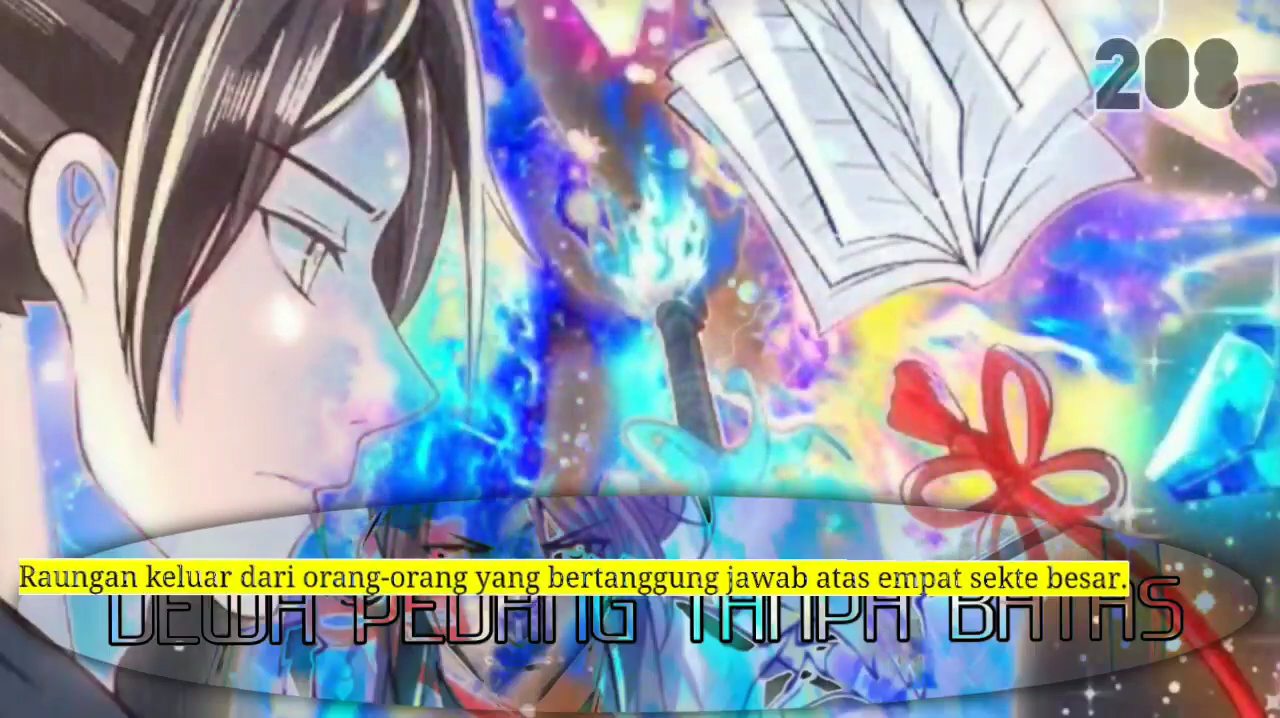 208
Raungan keluar dari orang-orang yang bertanggung jawab atas empat sekte besar.
DEWA PEDANG TANPA BATAS